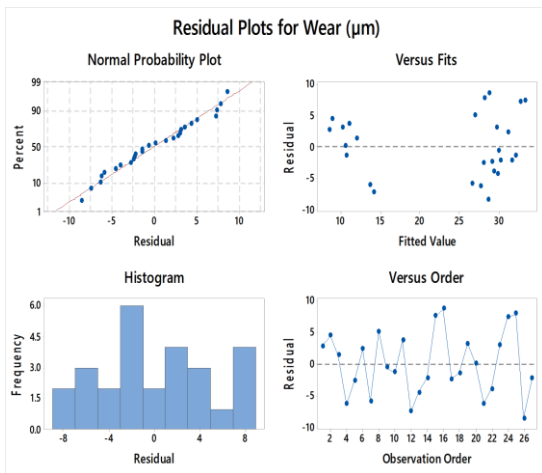 Residual Plots for Wear (µm)
Normal Probability Plot
99
90
50
10
1
Percent
-10 -5 0 5 10
Residual
Versus Fits
10
5
0
-5
-10
Residual
10 15 20 25 30
Fitted Value
Histogram
6.0
4.5
3.0
1.5
0.0
Frequency
-8 -4 0 4 8
Residual
Versus Order
10
5
0
-5
-10
Residual
2 4 6 8 10 12 14 16 18 20 22 24 26
Observation Order